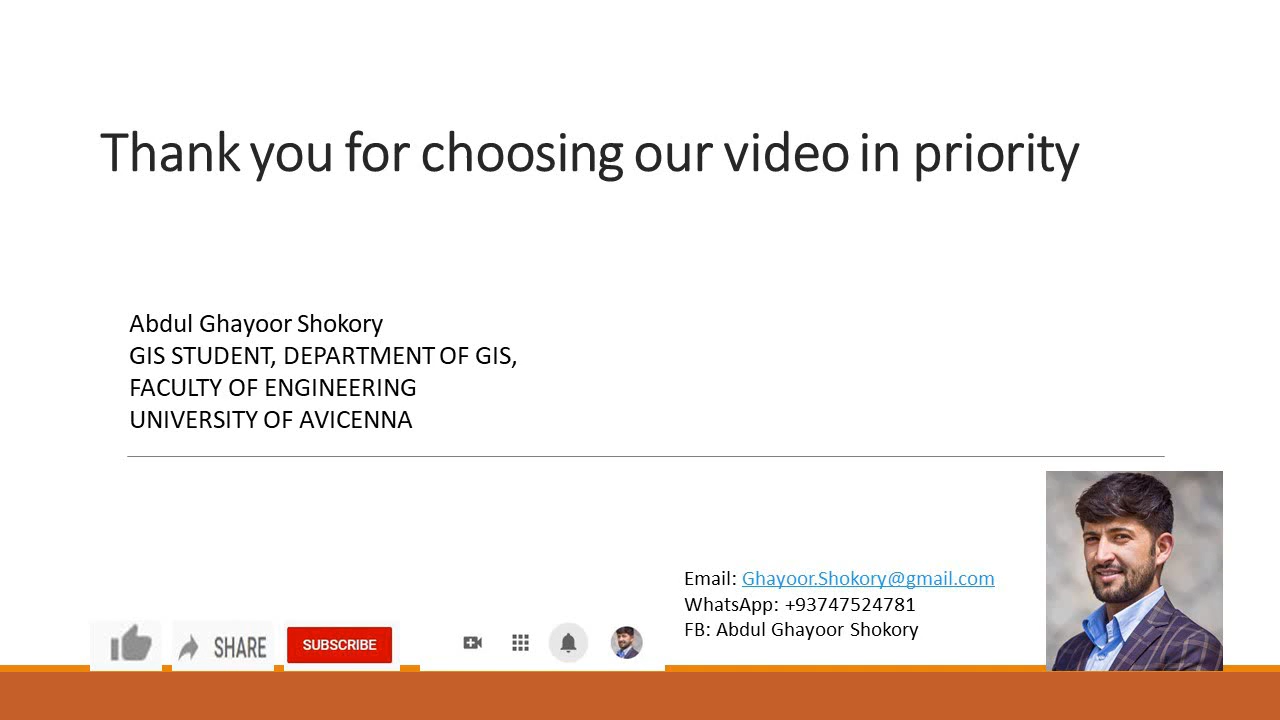 Thank you for choosing our video in priority
Abdul Ghayoor Shokory
GIS STUDENT, DEPARTMENT OF GIS,
FACULTY OF ENGINEERING
UNIVERSITY OF AVICENNA
Email: Ghayoor.Shokory@gmail.com
WhatsApp: +93747524781
FB: Abdul Ghayoor Shokory
SHARE
SUBSCRIBE